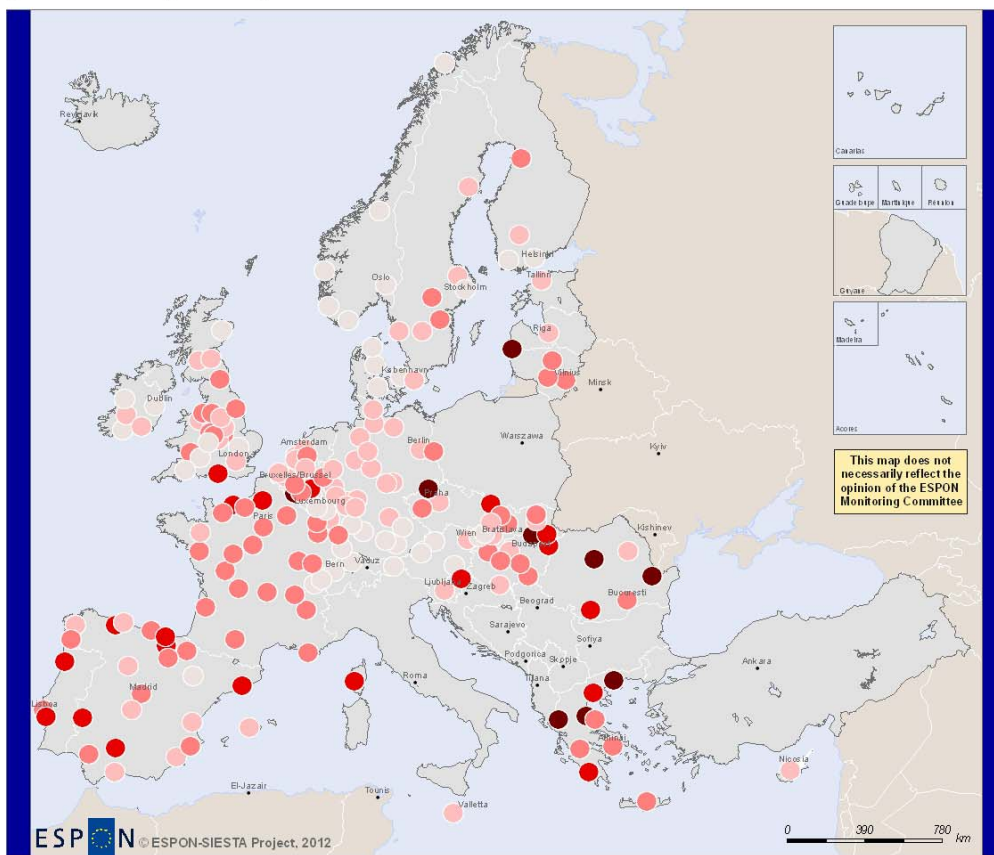 Reykjavik
Canarias
Guadeloupe
Martinique
Réunion
Guyane
Madeira
Acores
This map does not
necessarily reflect the
opinion of the ESPON
Monitoring Committee
Helsinki
Oslo
Tallinn
Stockholm
Riga
København
Vilnius
Minsk
Dublin
Amsterdam
Berlin
Warszawa
London
Kyiv
Bruxelles/Brussel
Praha
Luxembourg
Paris
Wien
Bratislava
Budapest
Kishinev
Bern
Vaduz
Ljubljana
Zagreb
Bucuresti
Beograd
Sarajevo
Sofiya
Podgorica
Skopje
Tirana
Roma
Ankara
Madrid
Lisboa
Athinai
Nicosia
El-Jazair
Tounis
Valletta
ESPON © ESPON-SIESTA Project, 2012
0 390 780 km